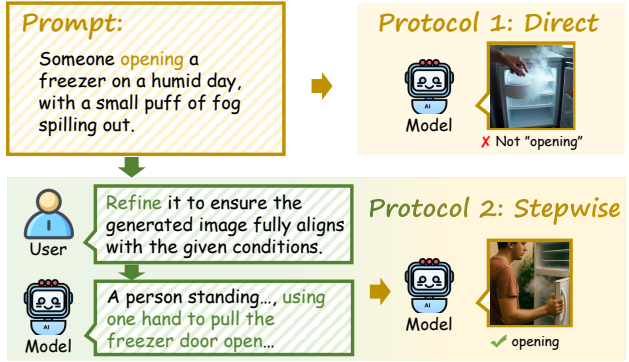 Prompt:
Someone opening a
freezer on a humid day,
with a small puff of fog
spilling out.
Protocol 1: Direct
AI
Model
✗ Not "opening"
Refine it to ensure the
generated image fully aligns
with the given conditions.
User
Protocol 2: Stepwise
A person standing..., using
one hand to pull the
freezer door open...
AI
Model
AI
Model
✓ opening